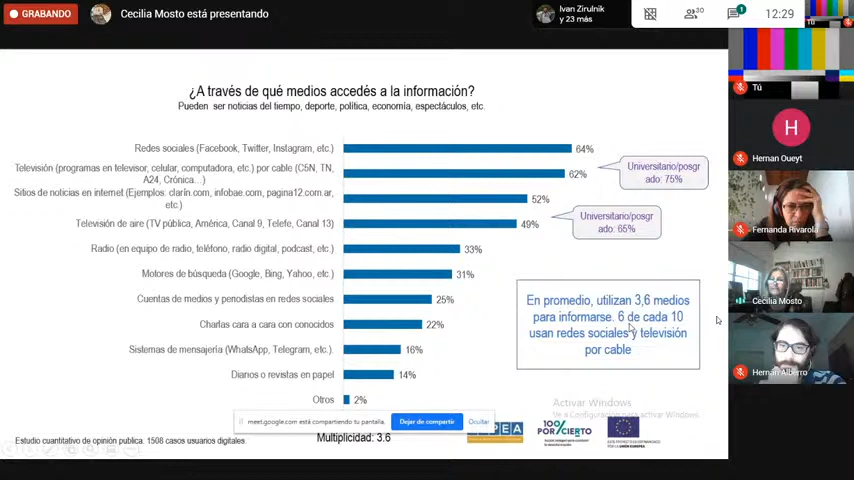 GRABANDO
Cecilia Mosto está presentando
Ivan Zirulnik
y 23 más
30
1
12:29
Tú
¿A través de qué medios accedés a la información?
Pueden ser noticias del tiempo, deporte, política, economía, espectáculos, etc.
Redes sociales (Facebook, Twitter, Instagram, etc.)
64%
Televisión (programas en televisor, celular, computadora, etc.) por cable (C5N, TN,
A24, Crónica...)
62%
Universitario/posgr
ado: 75%
Sitios de noticias en internet (Ejemplos: clarín.com, infobae.com, pagina12.com.ar,
etc.)
52%
Televisión de aire (TV pública, América, Canal 9, Telefe, Canal 13)
49%
Universitario/posgr
ado: 65%
Radio (en equipo de radio, teléfono, radio digital, podcast, etc.)
33%
Motores de búsqueda (Google, Bing, Yahoo, etc.)
31%
Cuentas de medios y periodistas en redes sociales
25%
Charlas cara a cara con conocidos
22%
Sistemas de mensajería (WhatsApp, Telegram, etc.).
16%
Diarios o revistas en papel
14%
Otros
2%
En promedio, utilizan 3,6 medios
para informarse. 6 de cada 10
usan redes sociales y televisión
por cable
Activar Windows
Ve a Configuración para activar Windows.
meet.google.com está compartiendo tu pantalla.
Dejar de compartir
Ocultar
Multiplicidad: 3.6
Estudio cuantitativo de opinión publica. 1508 casos usuarios digitales.
100%
POR/CIERTO
Tú
H
Hernan Oueyt
Fernanda Rivarola
Cecilia Mosto
Hernán Alberro